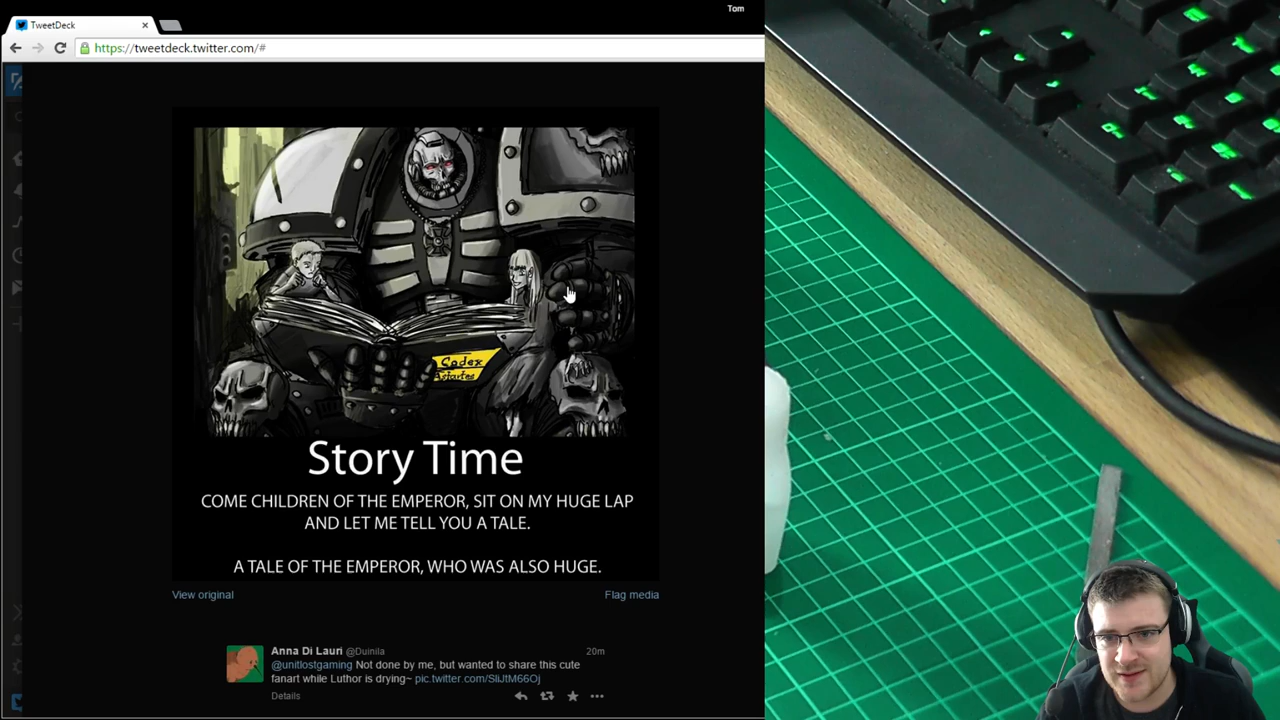 Tom
TweetDeck
https://tweetdeck.twitter.com/#
Codex
Astartes
Story Time
COME CHILDREN OF THE EMPEROR, SIT ON MY HUGE LAP
AND LET ME TELL YOU A TALE.
A TALE OF THE EMPEROR, WHO WAS ALSO HUGE.
View original
Flag media
Anna Di Lauri @Duinila
20m
@unitlostgaming Not done by me, but wanted to share this cute
fanart while Luthor is drying~ pic.twitter.com/SliJtM66Oj
Details